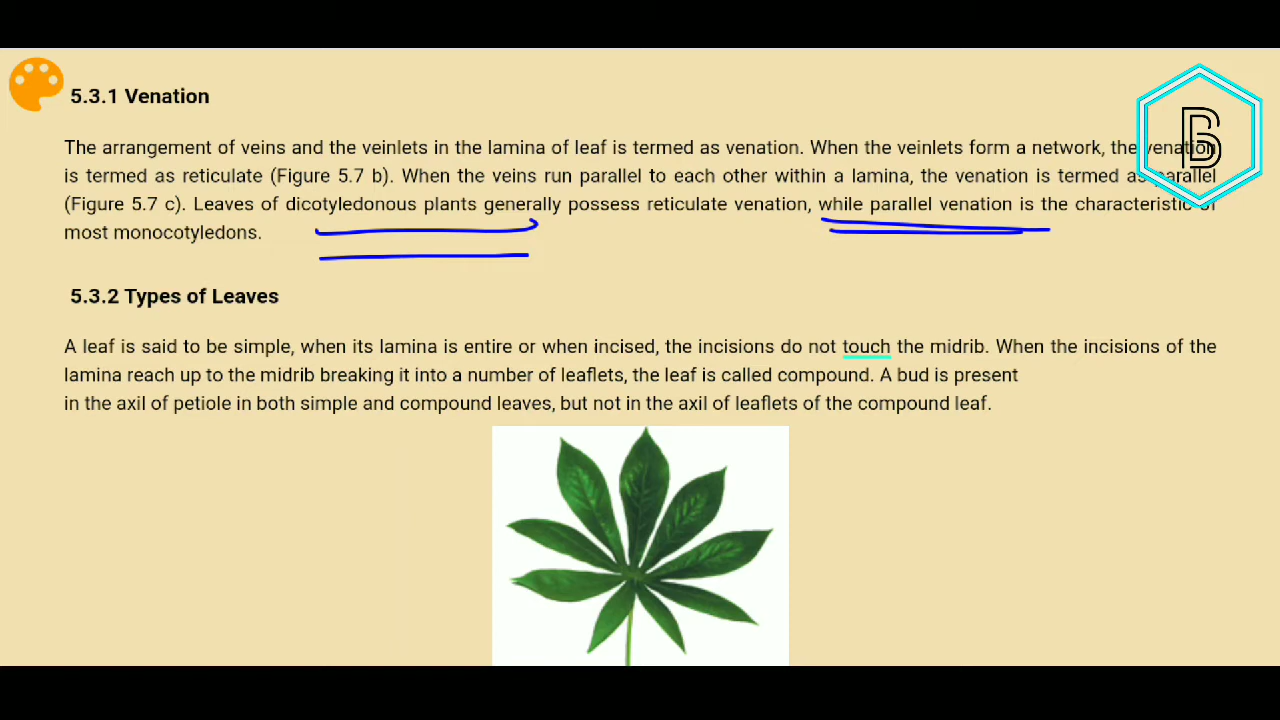 5.3.1 Venation
The arrangement of veins and the veinlets in the lamina of leaf is termed as venation. When the veinlets form a network, the venation
is termed as reticulate (Figure 5.7 b). When the veins run parallel to each other within a lamina, the venation is termed as parallel
(Figure 5.7 c). Leaves of dicotyledonous plants generally possess reticulate venation, while parallel venation is the characteristic of
most monocotyledons.
5.3.2 Types of Leaves
A leaf is said to be simple, when its lamina is entire or when incised, the incisions do not touch the midrib. When the incisions of the
lamina reach up to the midrib breaking it into a number of leaflets, the leaf is called compound. A bud is present
in the axil of petiole in both simple and compound leaves, but not in the axil of leaflets of the compound leaf.
B